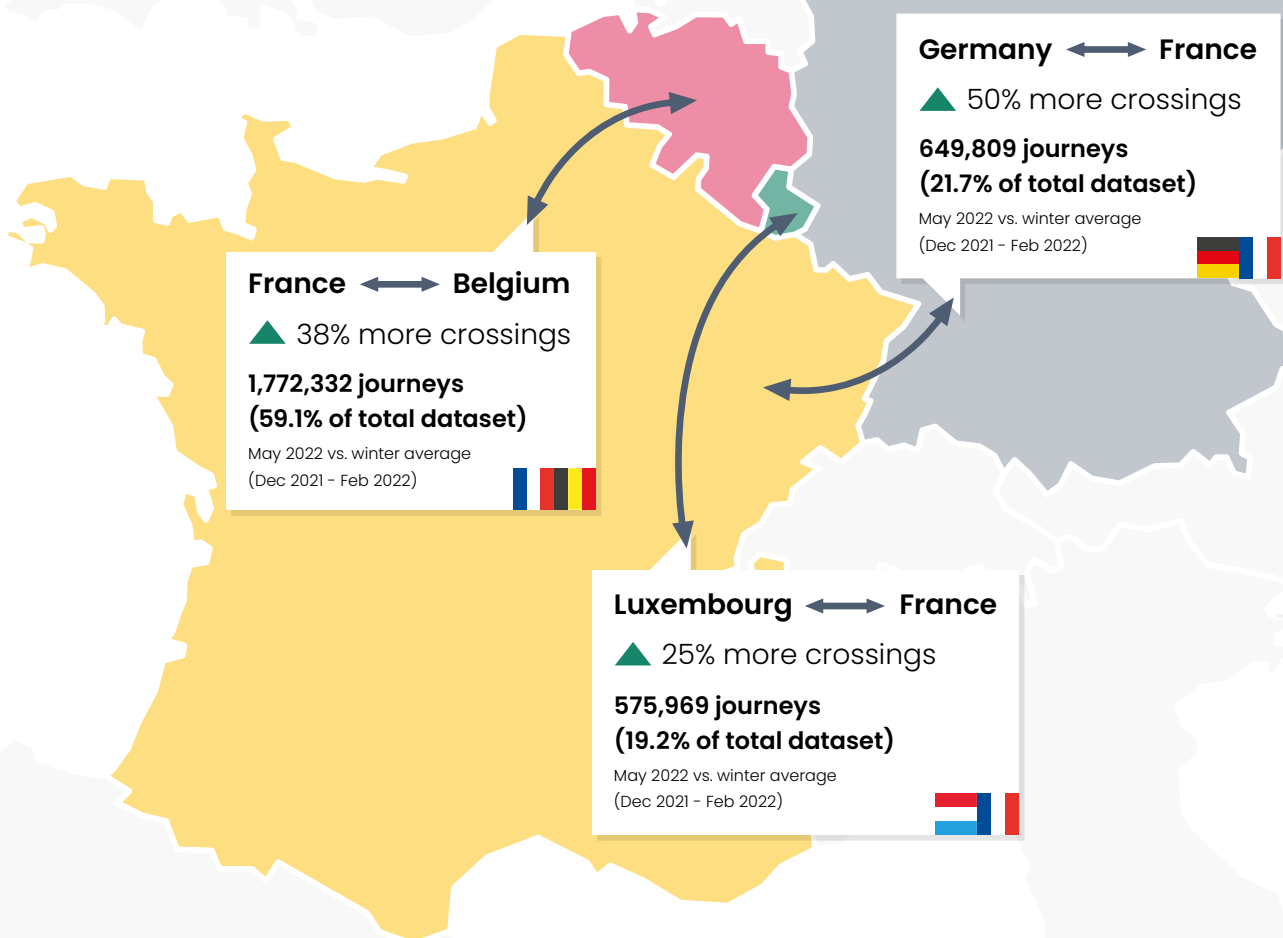 Germany France
50% more crossings
649,809 journeys
(21.7% of total dataset)
May 2022 vs. winter average
(Dec 2021 - Feb 2022)
France Belgium
38% more crossings
1,772,332 journeys
(59.1% of total dataset)
May 2022 vs. winter average
(Dec 2021 - Feb 2022)
Luxembourg France
25% more crossings
575,969 journeys
(19.2% of total dataset)
May 2022 vs. winter average
(Dec 2021 - Feb 2022)